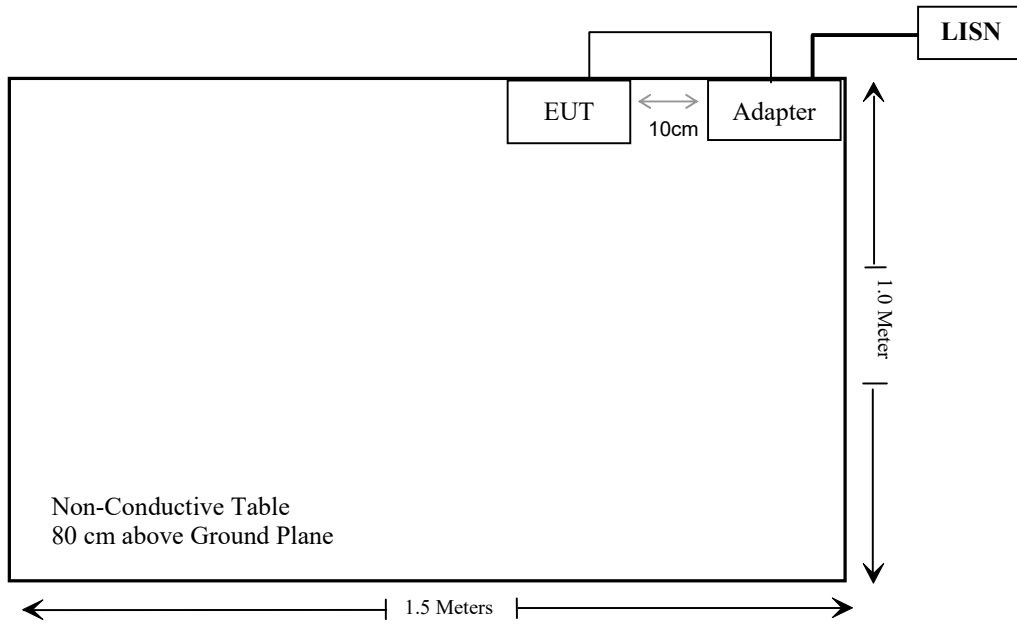 LISN
EUT
10cm
Adapter
1.0 Meter
Non-Conductive Table
80 cm above Ground Plane
1.5 Meters